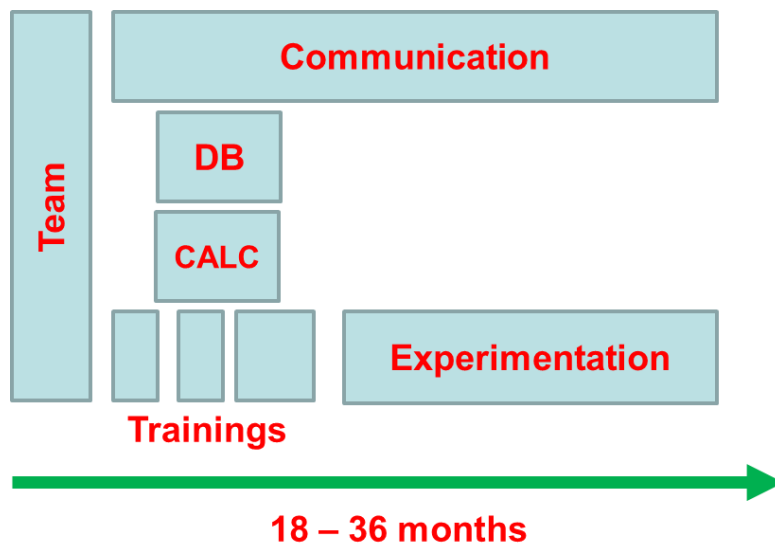 Communication
Team
DB
CALC
Experimentation
Trainings
18 – 36 months